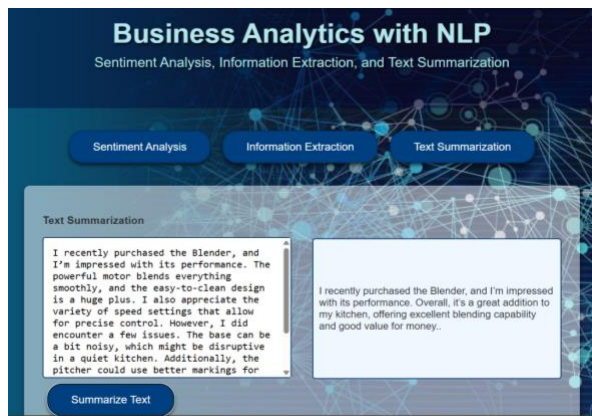 Business Analytics with NLP
Sentiment Analysis, Information Extraction, and Text Summarization
Sentiment Analysis
Information Extraction
Text Summarization
Text Summarization
I recently purchased the Blender, and
I'm impressed with its performance. The
powerful motor blends everything
smoothly, and the easy-to-clean design
is a huge plus. I also appreciate the
variety of speed settings that allow
for precise control. However, I did
encounter a few issues. The base can be
a bit noisy, which might be disruptive
in a quiet kitchen. Additionally, the
pitcher could use better markings for
I recently purchased the Blender, and I'm impressed
with its performance. Overall, it's a great addition to
my kitchen, offering excellent blending capability
and good value for money..
Summarize Text